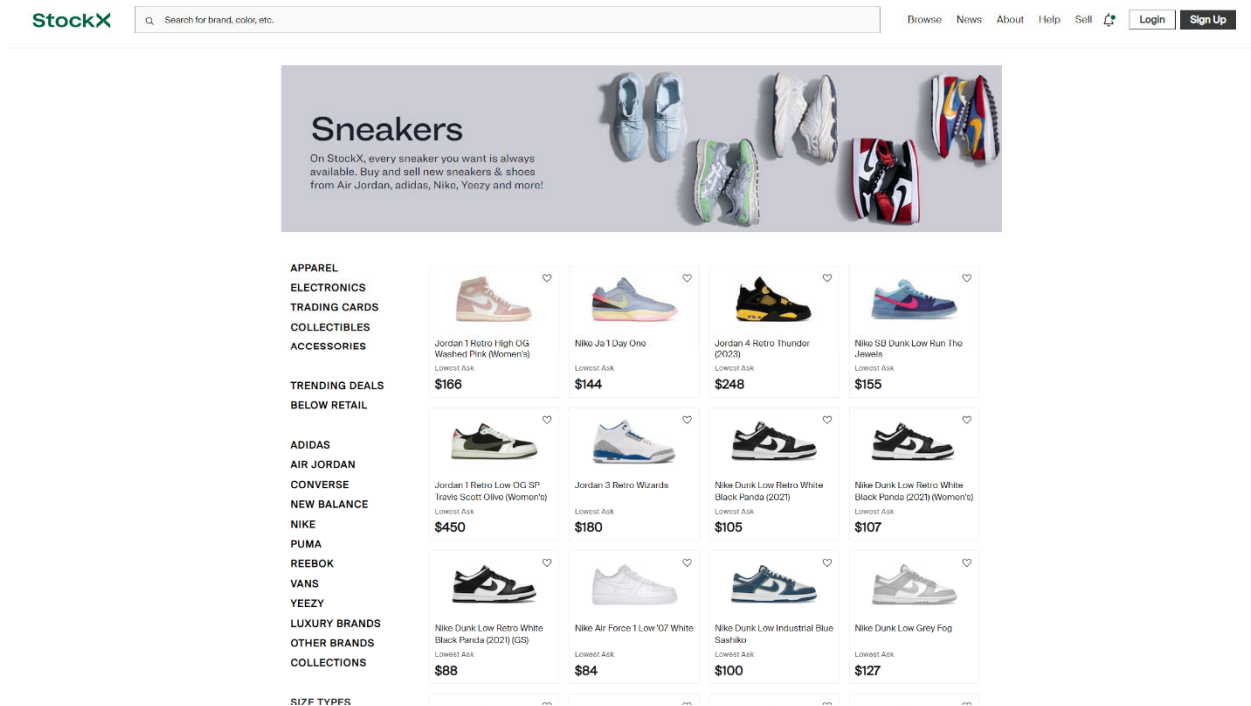 StockX
Search for brand, color, etc.
Browse News About Help Sell Login Sign Up
Sneakers
On StockX, every sneaker you want is always
available. Buy and sell new sneakers & shoes
from Air Jordan, adidas, Nike, Yeezy and more!
APPAREL
ELECTRONICS
TRADING CARDS
COLLECTIBLES
ACCESSORIES
TRENDING DEALS
BELOW RETAIL
ADIDAS
AIR JORDAN
CONVERSE
NEW BALANCE
NIKE
PUMA
REEBOK
VANS
YEEZY
LUXURY BRANDS
OTHER BRANDS
COLLECTIONS
SIZE TYPES
Jordan 1 Retro High OG
Washed Pink (Women's)
Lowest Ask
$166
Nike Ja 1 Day One
Lowest Ask
$144
Jordan 4 Retro Thunder
(2023)
Lowest Ask
$248
Nike SB Dunk Low Run The
Jewels
Lowest Ask
$155
Jordan 1 Retro Low OG SP
Travis Scott Olive (Women's)
Lowest Ask
$450
Jordan 3 Retro Wizards
Lowest Ask
$180
Nike Dunk Low Retro White
Black Panda (2021)
Lowest Ask
$105
Nike Dunk Low Retro White
Black Panda (2021) (Women's)
Lowest Ask
$107
Nike Dunk Low Retro White
Black Panda (2021) (GS)
Lowest Ask
$88
Nike Air Force 1 Low '07 White
Lowest Ask
$84
Nike Dunk Low Industrial Blue
Sashiko
Lowest Ask
$100
Nike Dunk Low Grey Fog
Lowest Ask
$127